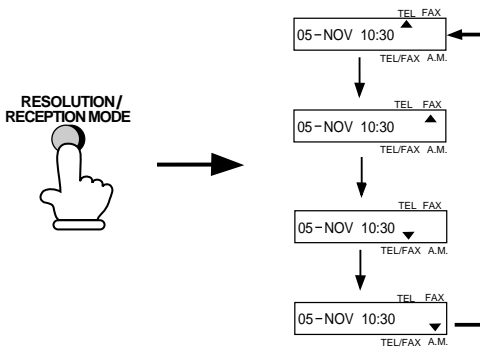 TEL FAX
05-NOV 10:30
TEL/FAX A.M.
RESOLUTION/
RECEPTION MODE
TEL FAX
05-NOV 10:30
TEL/FAX A.M.
TEL FAX
05-NOV 10:30
TEL/FAX A.M.
TEL FAX
05-NOV 10:30
TEL/FAX A.M.